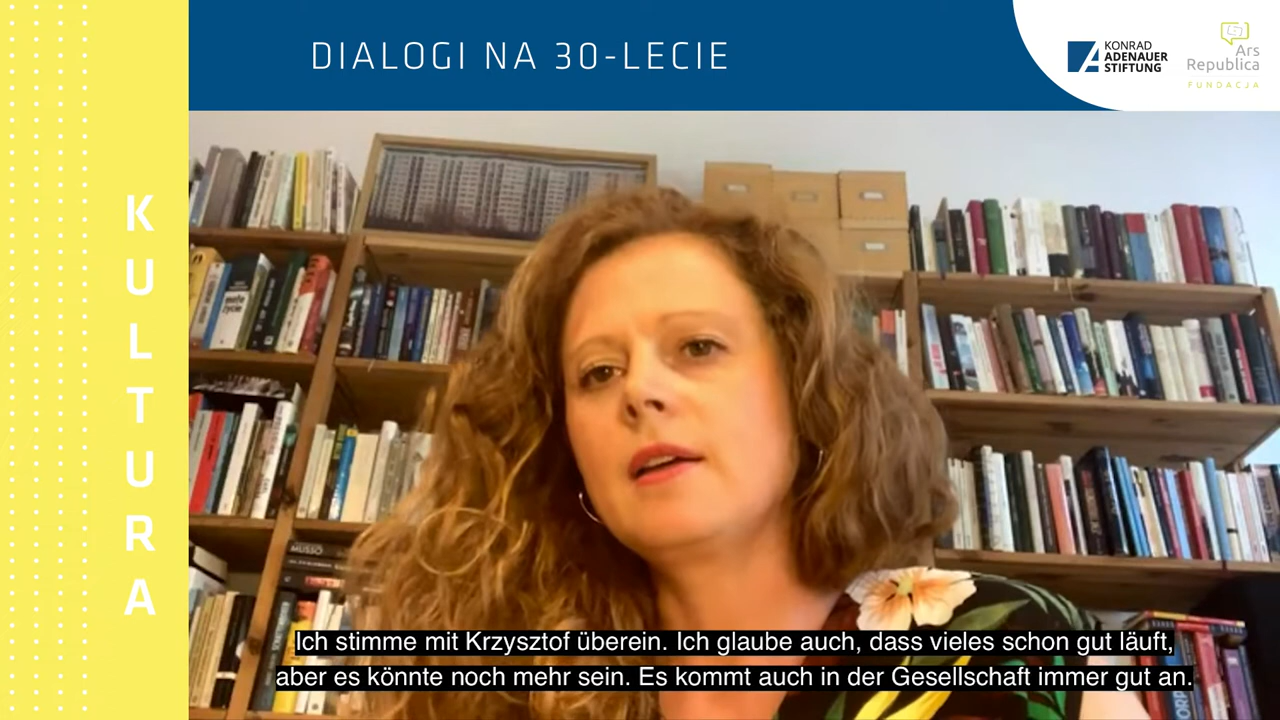 DIALOGI NA 30-LECIE
KONRAD
ADENAUER
STIFTUNG
Ars
Republica
FUNDACJA
KULTURA
MUSSO
Ich stimme mit Krzysztof überein. Ich glaube auch, dass vieles schon gut läuft,
aber es könnte noch mehr sein. Es kommt auch in der Gesellschaft immer gut an.